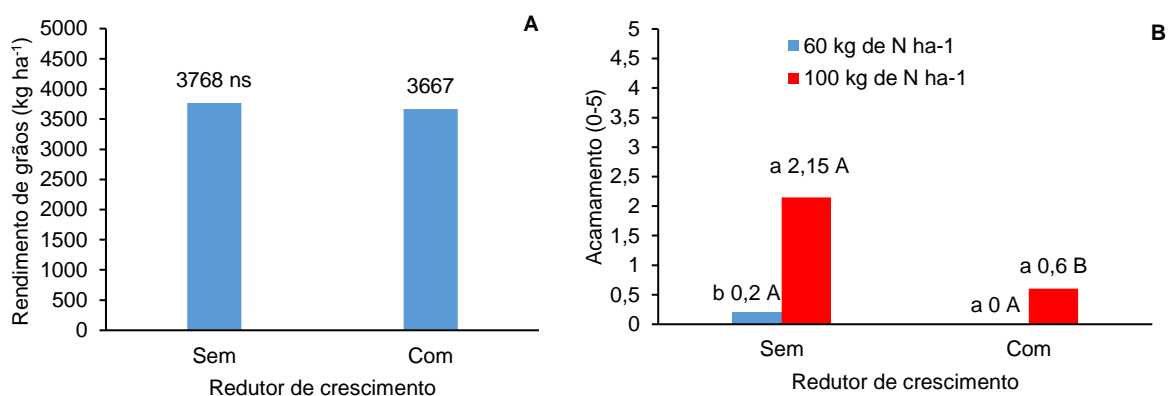 A
Rendimento de grãos (kg ha⁻¹)
5000
4500
4000
3500
3000
2500
2000
1500
1000
500
0
3768 ns
3667
Sem
Com
Redutor de crescimento
B
60 kg de N ha-1
100 kg de N ha-1
Acamamento (0-5)
5
4,5
4
3,5
3
2,5
2
1,5
1
0,5
0
b 0,2 A
a 2,15 A
a 0 A
a 0,6 B
Sem
Com
Redutor de crescimento